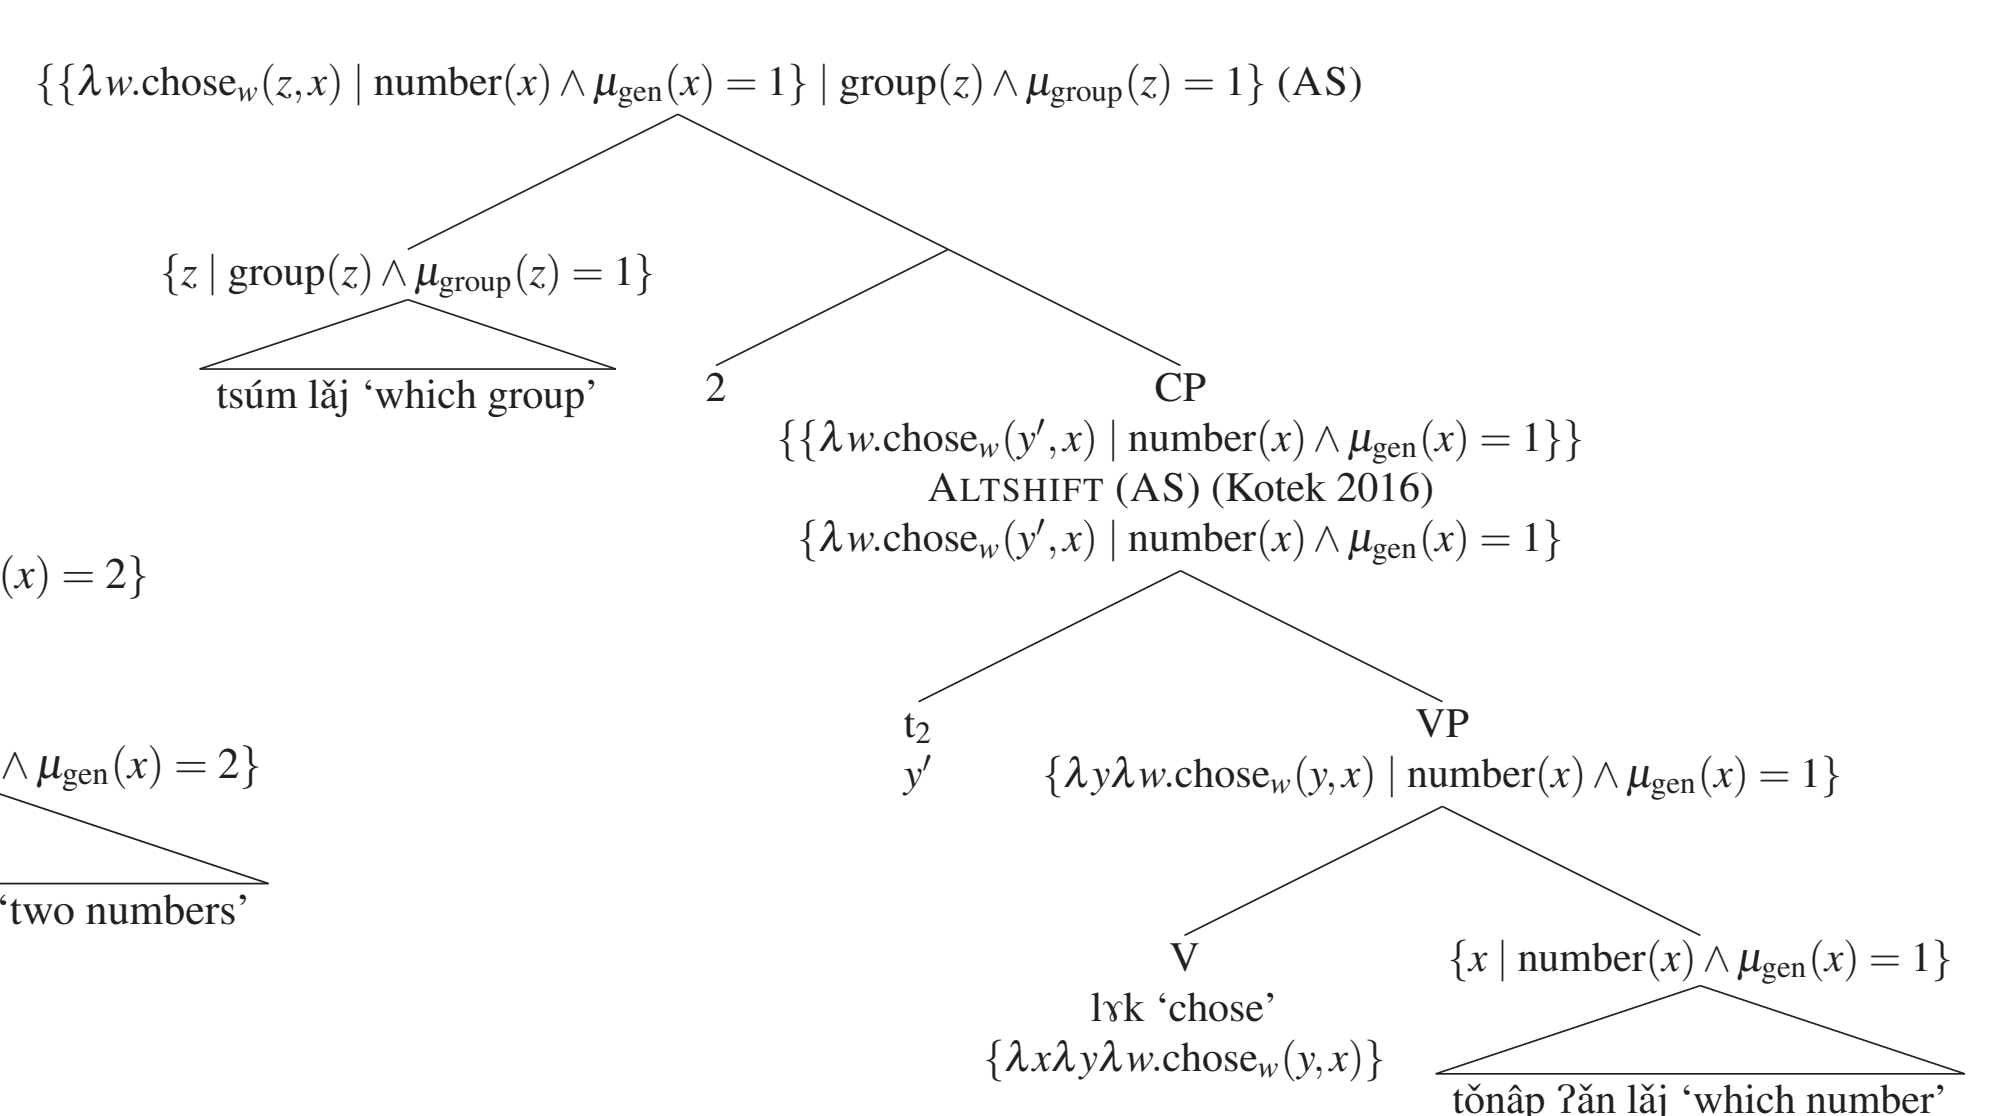 {{λw.chose_w(z,x) | number(x) ∧ μ_gen(x) = 1} | group(z) ∧ μ_group(z) = 1} (AS)
{z | group(z) ∧ μ_group(z) = 1}
tsúm lǎj ‘which group’
2
CP
{{λw.chose_w(y′,x) | number(x) ∧ μ_gen(x) = 1}}
ALTSHIFT (AS) (Kotek 2016)
{λw.chose_w(y′,x) | number(x) ∧ μ_gen(x) = 1}
(x) = 2}
t₂
y′
VP
{λyλw.chose_w(y,x) | number(x) ∧ μ_gen(x) = 1}
∧ μ_gen(x) = 2}
‘two numbers’
V
lɤk ‘chose’
{λxλyλw.chose_w(y,x)}
{x | number(x) ∧ μ_gen(x) = 1}
tǒnâp ʔǎn lǎj ‘which number’